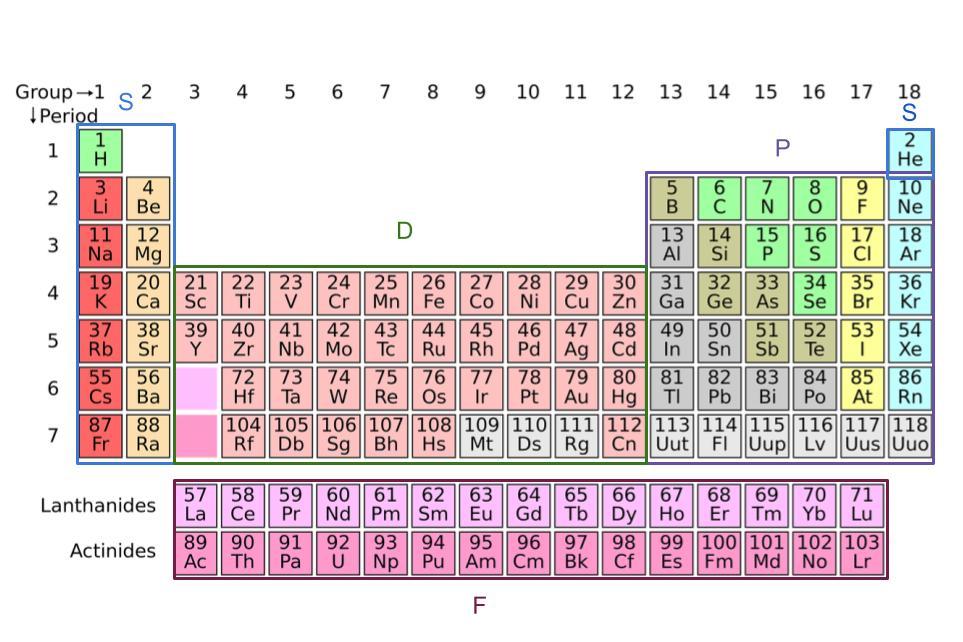 Group →1 2 3 4 5 6 7 8 9 10 11 12 13 14 15 16 17 18
S S
↓Period
1 1 H 2 He
P
2 3 Li 4 Be 5 B 6 C 7 N 8 O 9 F 10 Ne
D
3 11 Na 12 Mg 13 Al 14 Si 15 P 16 S 17 Cl 18 Ar
4 19 K 20 Ca 21 Sc 22 Ti 23 V 24 Cr 25 Mn 26 Fe 27 Co 28 Ni 29 Cu 30 Zn 31 Ga 32 Ge 33 As 34 Se 35 Br 36 Kr
5 37 Rb 38 Sr 39 Y 40 Zr 41 Nb 42 Mo 43 Tc 44 Ru 45 Rh 46 Pd 47 Ag 48 Cd 49 In 50 Sn 51 Sb 52 Te 53 I 54 Xe
6 55 Cs 56 Ba 72 Hf 73 Ta 74 W 75 Re 76 Os 77 Ir 78 Pt 79 Au 80 Hg 81 Tl 82 Pb 83 Bi 84 Po 85 At 86 Rn
7 87 Fr 88 Ra 104 Rf 105 Db 106 Sg 107 Bh 108 Hs 109 Mt 110 Ds 111 Rg 112 Cn 113 Uut 114 Fl 115 Uup 116 Lv 117 Uus 118 Uuo
Lanthanides 57 La 58 Ce 59 Pr 60 Nd 61 Pm 62 Sm 63 Eu 64 Gd 65 Tb 66 Dy 67 Ho 68 Er 69 Tm 70 Yb 71 Lu
Actinides 89 Ac 90 Th 91 Pa 92 U 93 Np 94 Pu 95 Am 96 Cm 97 Bk 98 Cf 99 Es 100 Fm 101 Md 102 No 103 Lr
F